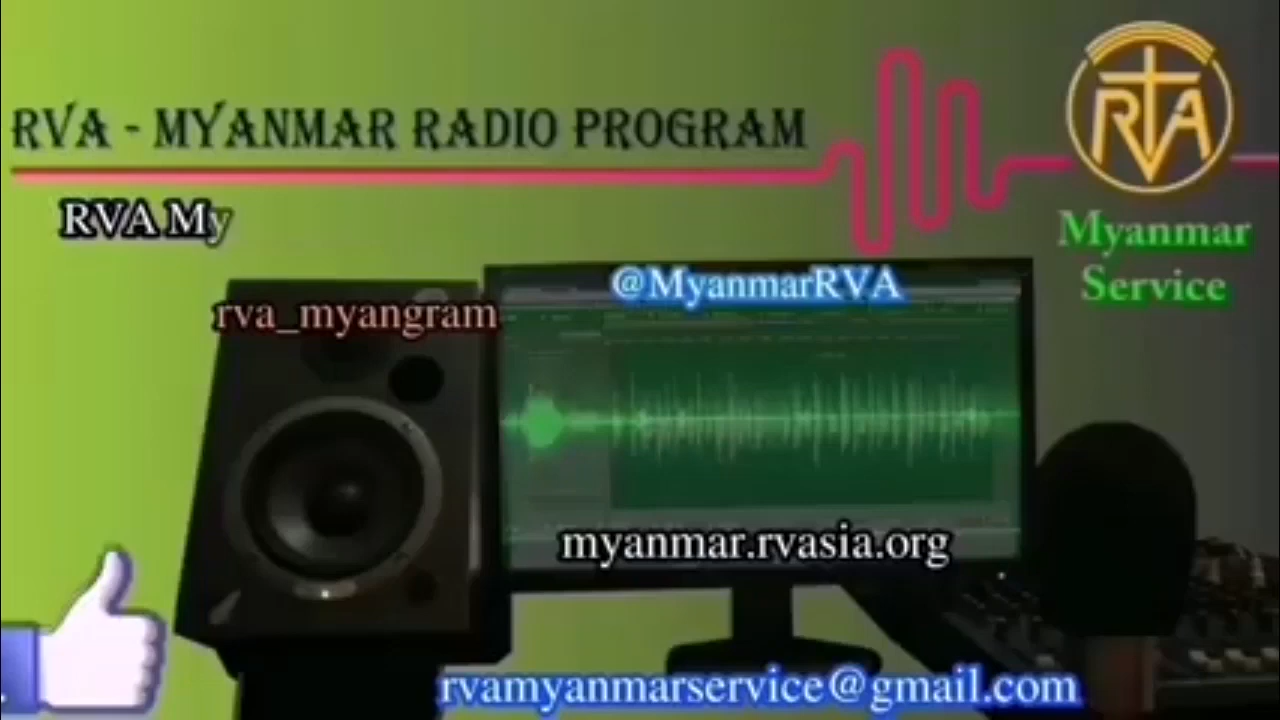 RVA - MYANMAR RADIO PROGRAM
RVA
Myanmar
Service
RVA My
@MyanmarRVA
rva_myangram
myanmar.rvasia.org
rvamyanmarservice@gmail.com